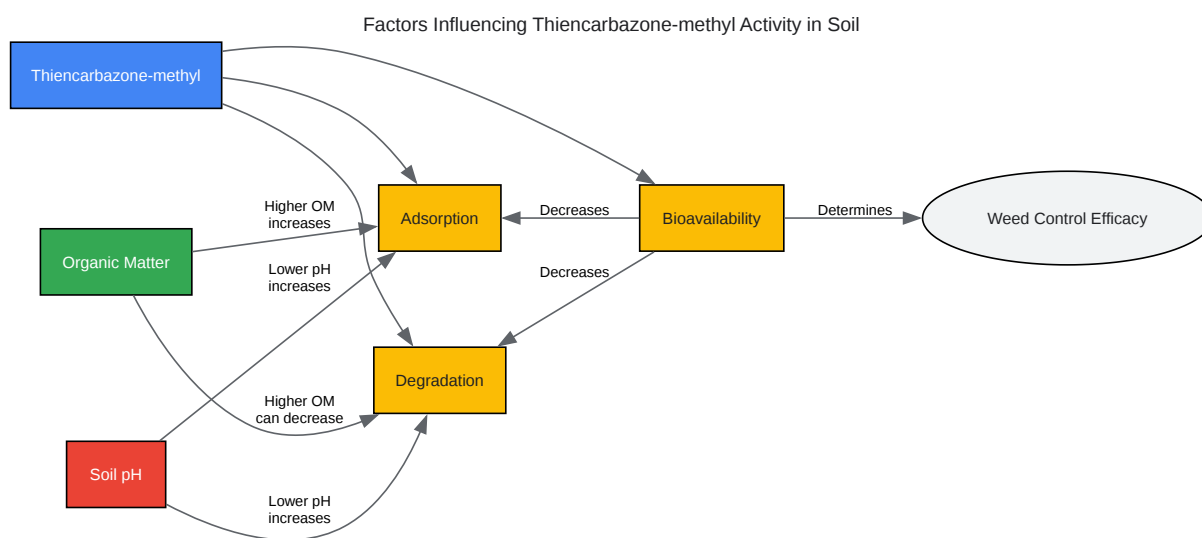 Factors Influencing Thiencarbazone-methyl Activity in Soil
Thiencarbazone-methyl
Higher OM
increases
Adsorption
Decreases
Bioavailability
Determines
Weed Control Efficacy
Organic Matter
Lower pH
increases
Decreases
Degradation
Higher OM
can decrease
Soil pH
Lower pH
increases